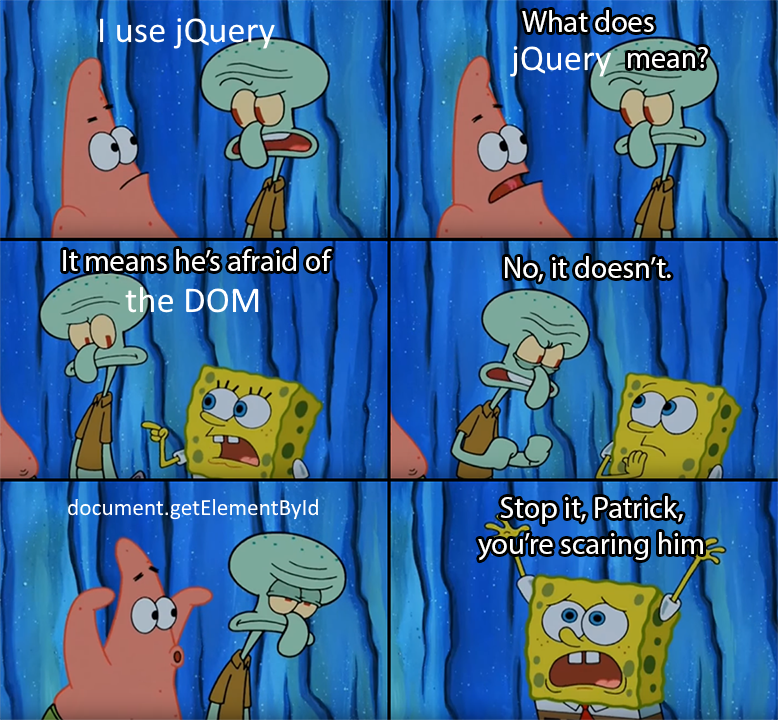 I use jQuery
What does
jQuery mean?
It means he's afraid of
the DOM
No, it doesn't.
document.getElementById
Stop it, Patrick,
you're scaring him